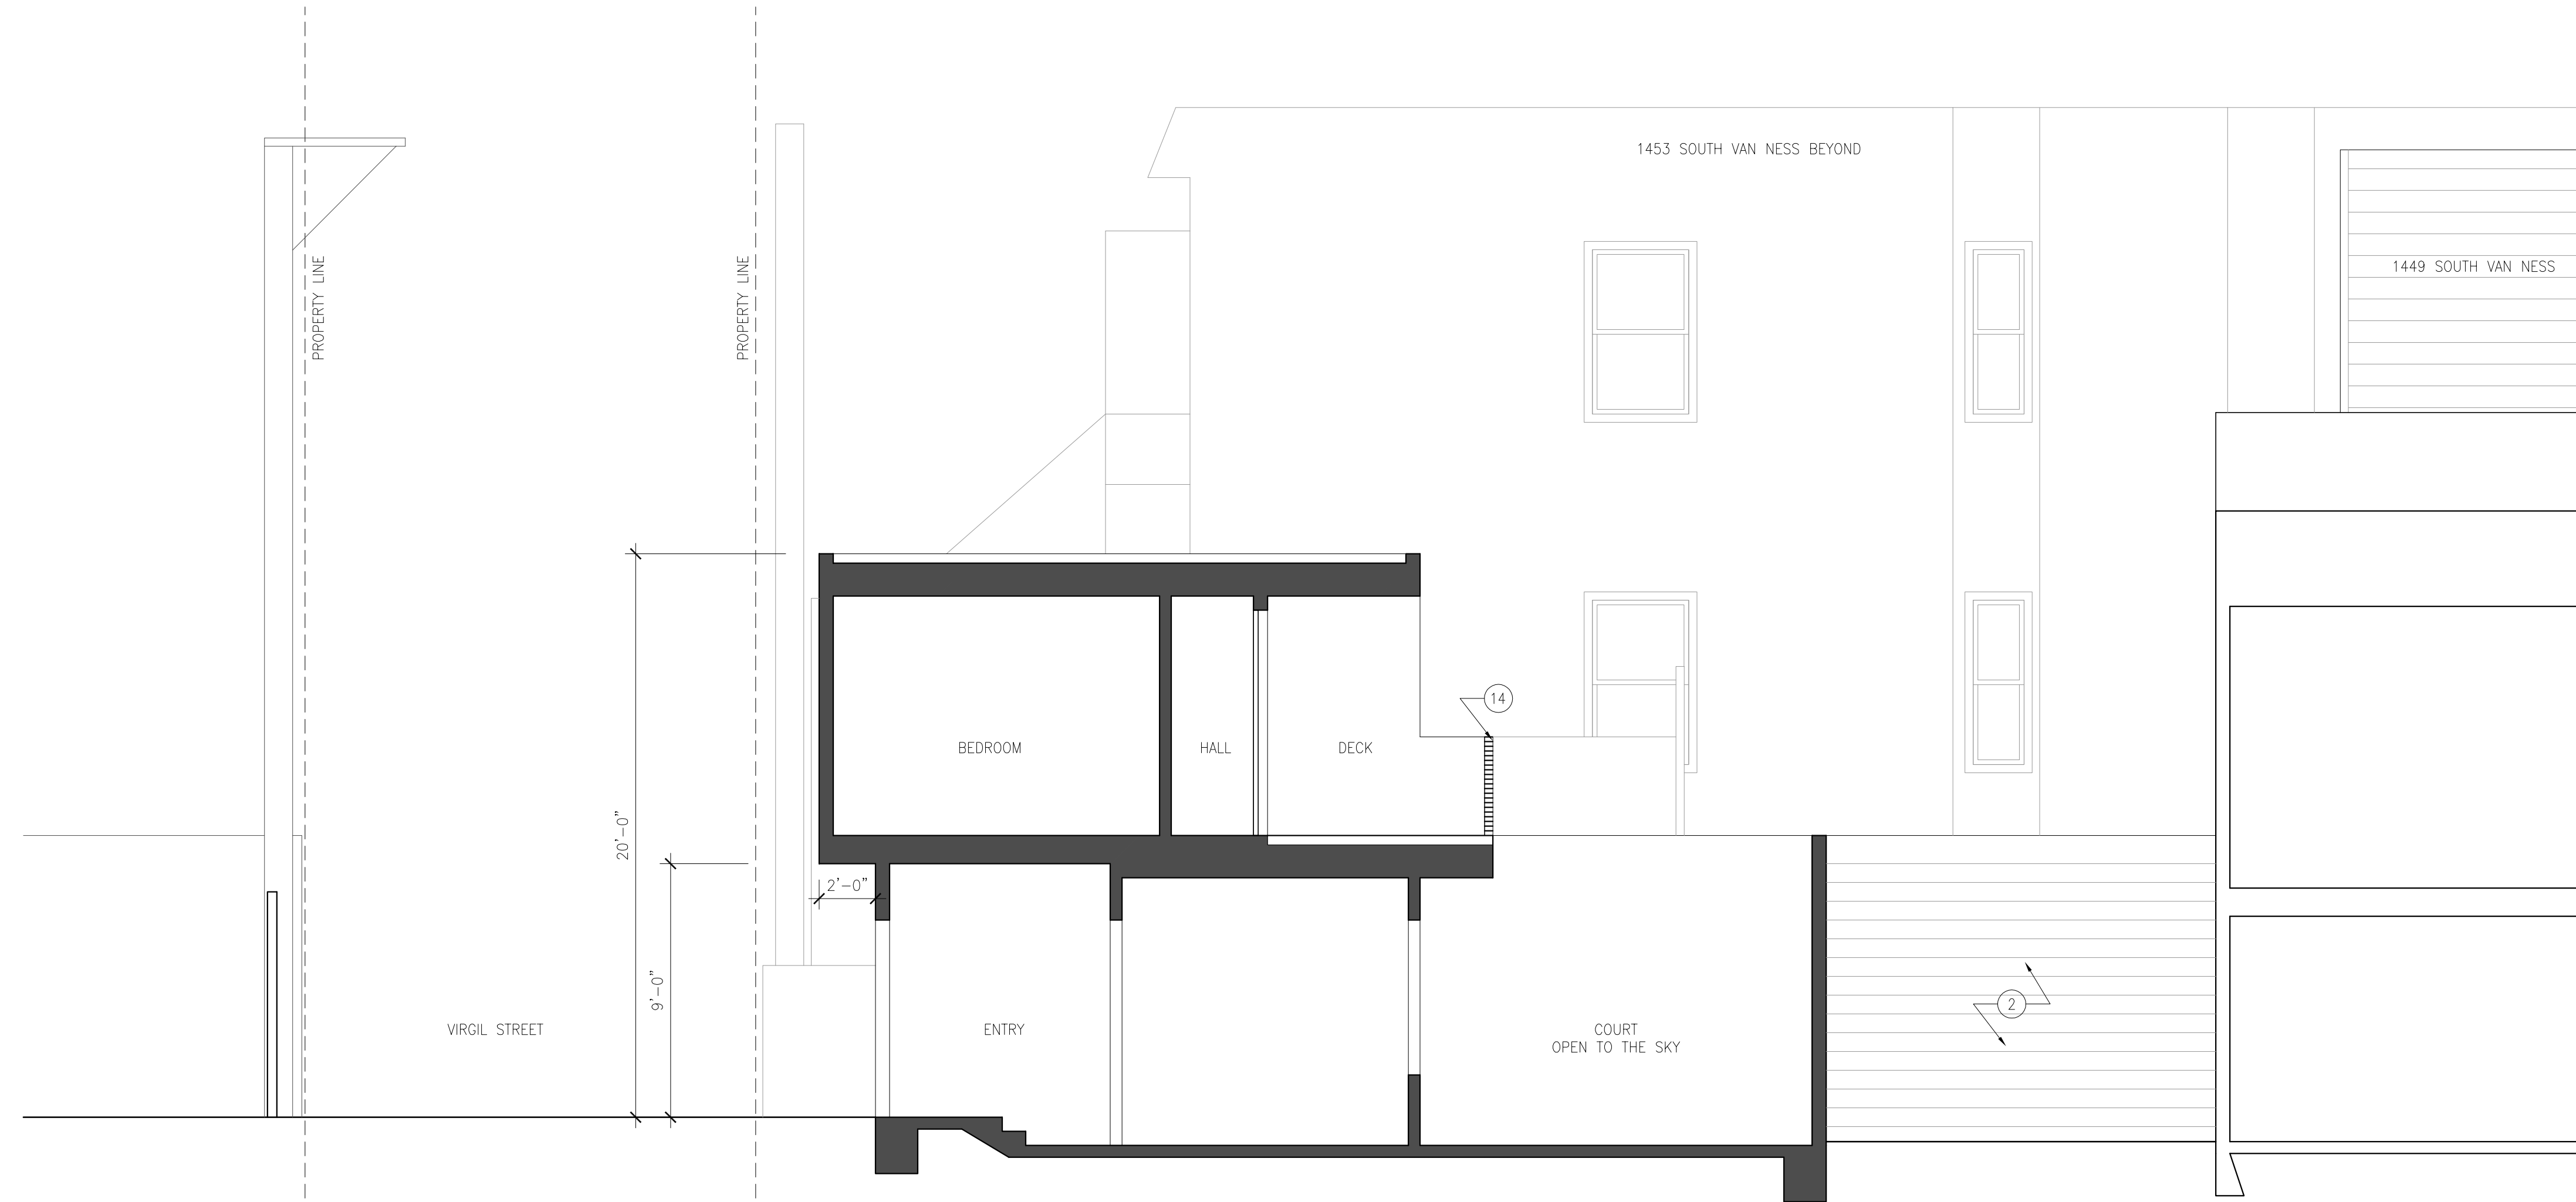 1453 SOUTH VAN NESS BEYOND
1449 SOUTH VAN NESS
PROPERTY LINE
PROPERTY LINE
14
BEDROOM
HALL
DECK
20'-0"
2'-0"
9'-0"
2
VIRGIL STREET
ENTRY
COURT
OPEN TO THE SKY